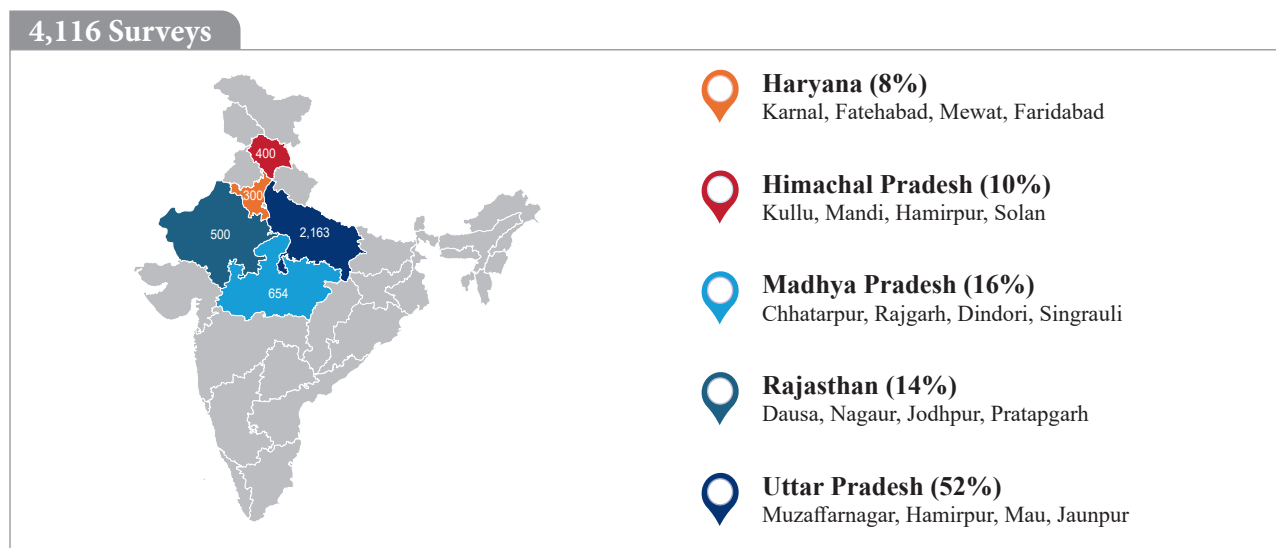 4,116 Surveys
400
300
500
2,163
654
Haryana (8%)
Karnal, Fatehabad, Mewat, Faridabad
Himachal Pradesh (10%)
Kullu, Mandi, Hamirpur, Solan
Madhya Pradesh (16%)
Chhatarpur, Rajgarh, Dindori, Singrauli
Rajasthan (14%)
Dausa, Nagaur, Jodhpur, Pratapgarh
Uttar Pradesh (52%)
Muzaffarnagar, Hamirpur, Mau, Jaunpur